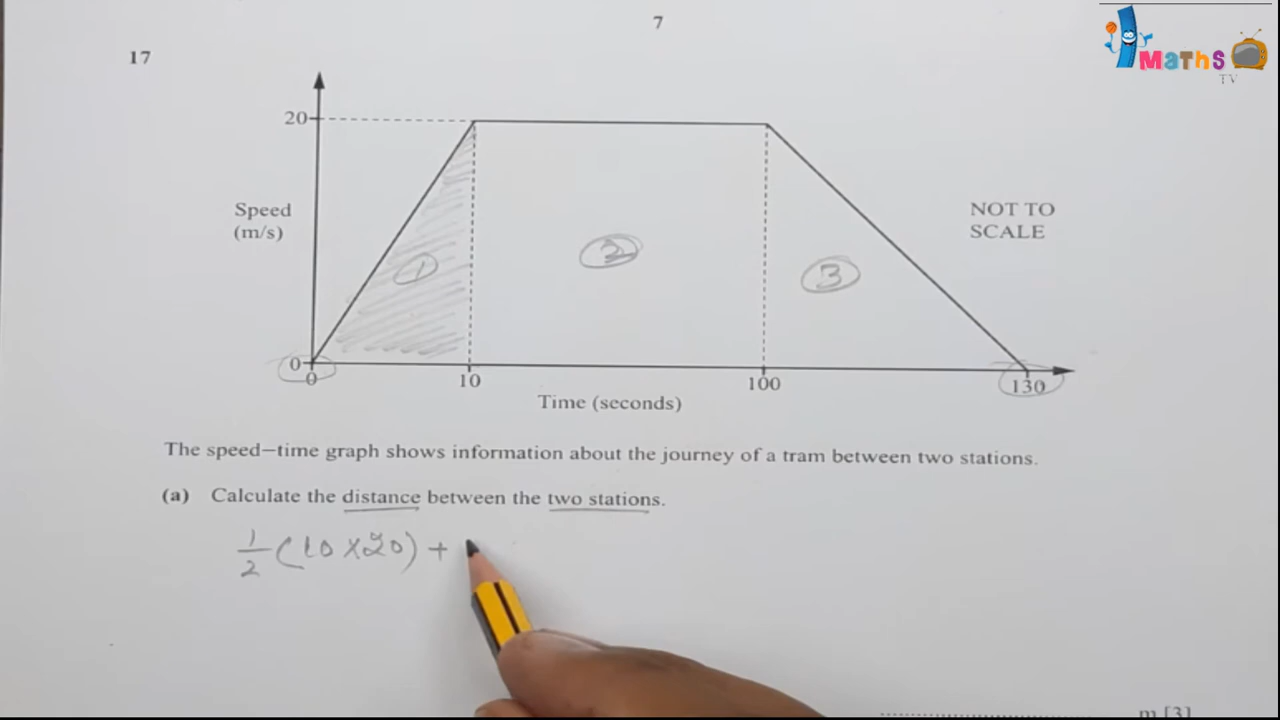 7
17
MaThS
TV
20
Speed
(m/s)
NOT TO
SCALE
1
2
3
0
0
10
100
130
Time (seconds)
The speed–time graph shows information about the journey of a tram between two stations.
(a) Calculate the distance between the two stations.
1/2 (10 × 20) +
m [3]